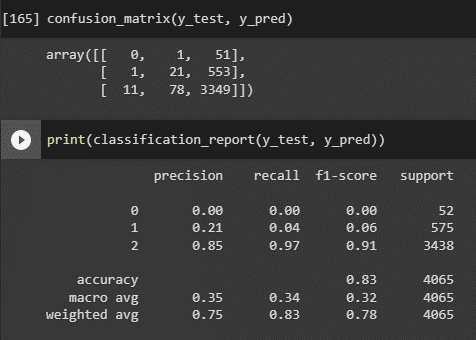 [165] confusion_matrix(y_test, y_pred)
array([[   0,    1,   51],
       [   1,   21,  553],
       [  11,   78, 3349]])
print(classification_report(y_test, y_pred))
              precision    recall  f1-score   support
           0       0.00      0.00      0.00        52
           1       0.21      0.04      0.06       575
           2       0.85      0.97      0.91      3438
    accuracy                           0.83      4065
   macro avg       0.35      0.34      0.32      4065
weighted avg       0.75      0.83      0.78      4065